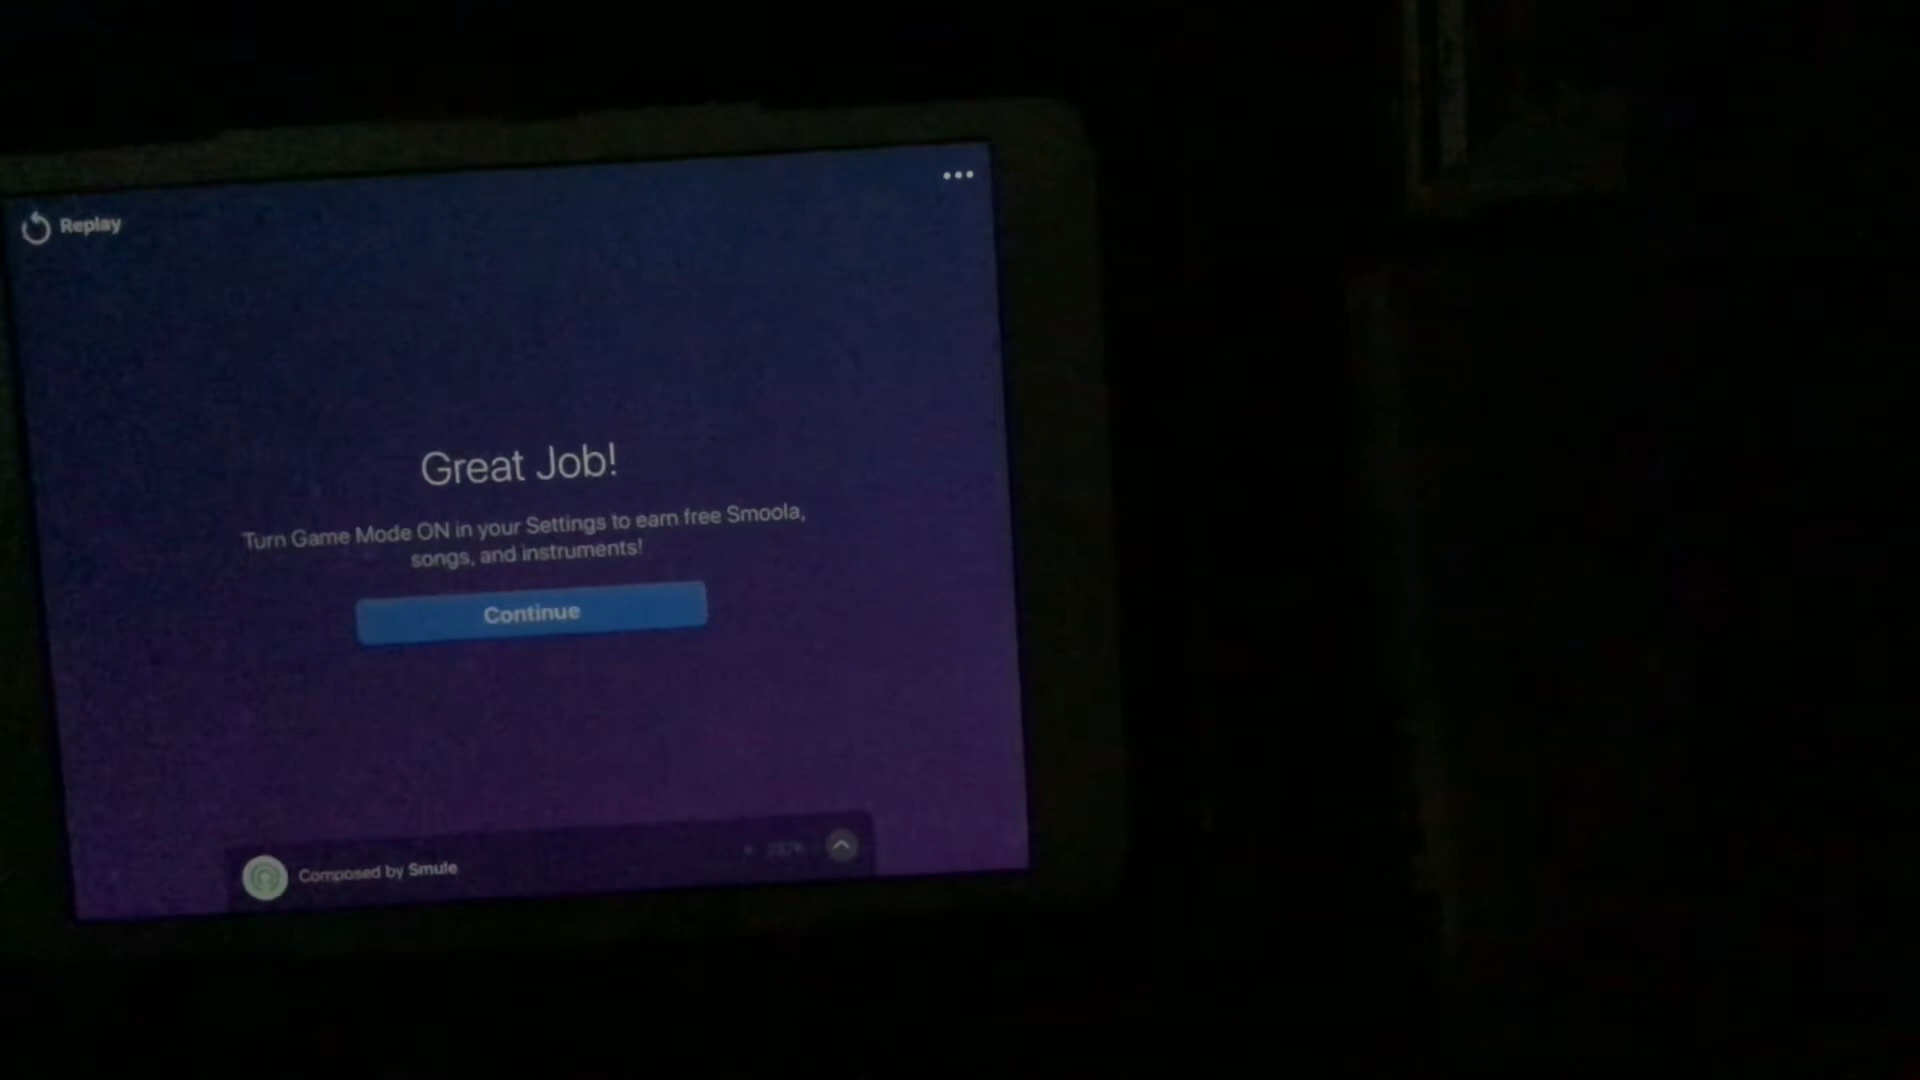 Replay
Great Job!
Turn Game Mode ON in your Settings to earn free Smoola,
songs, and instruments!
Continue
Composed by Smule